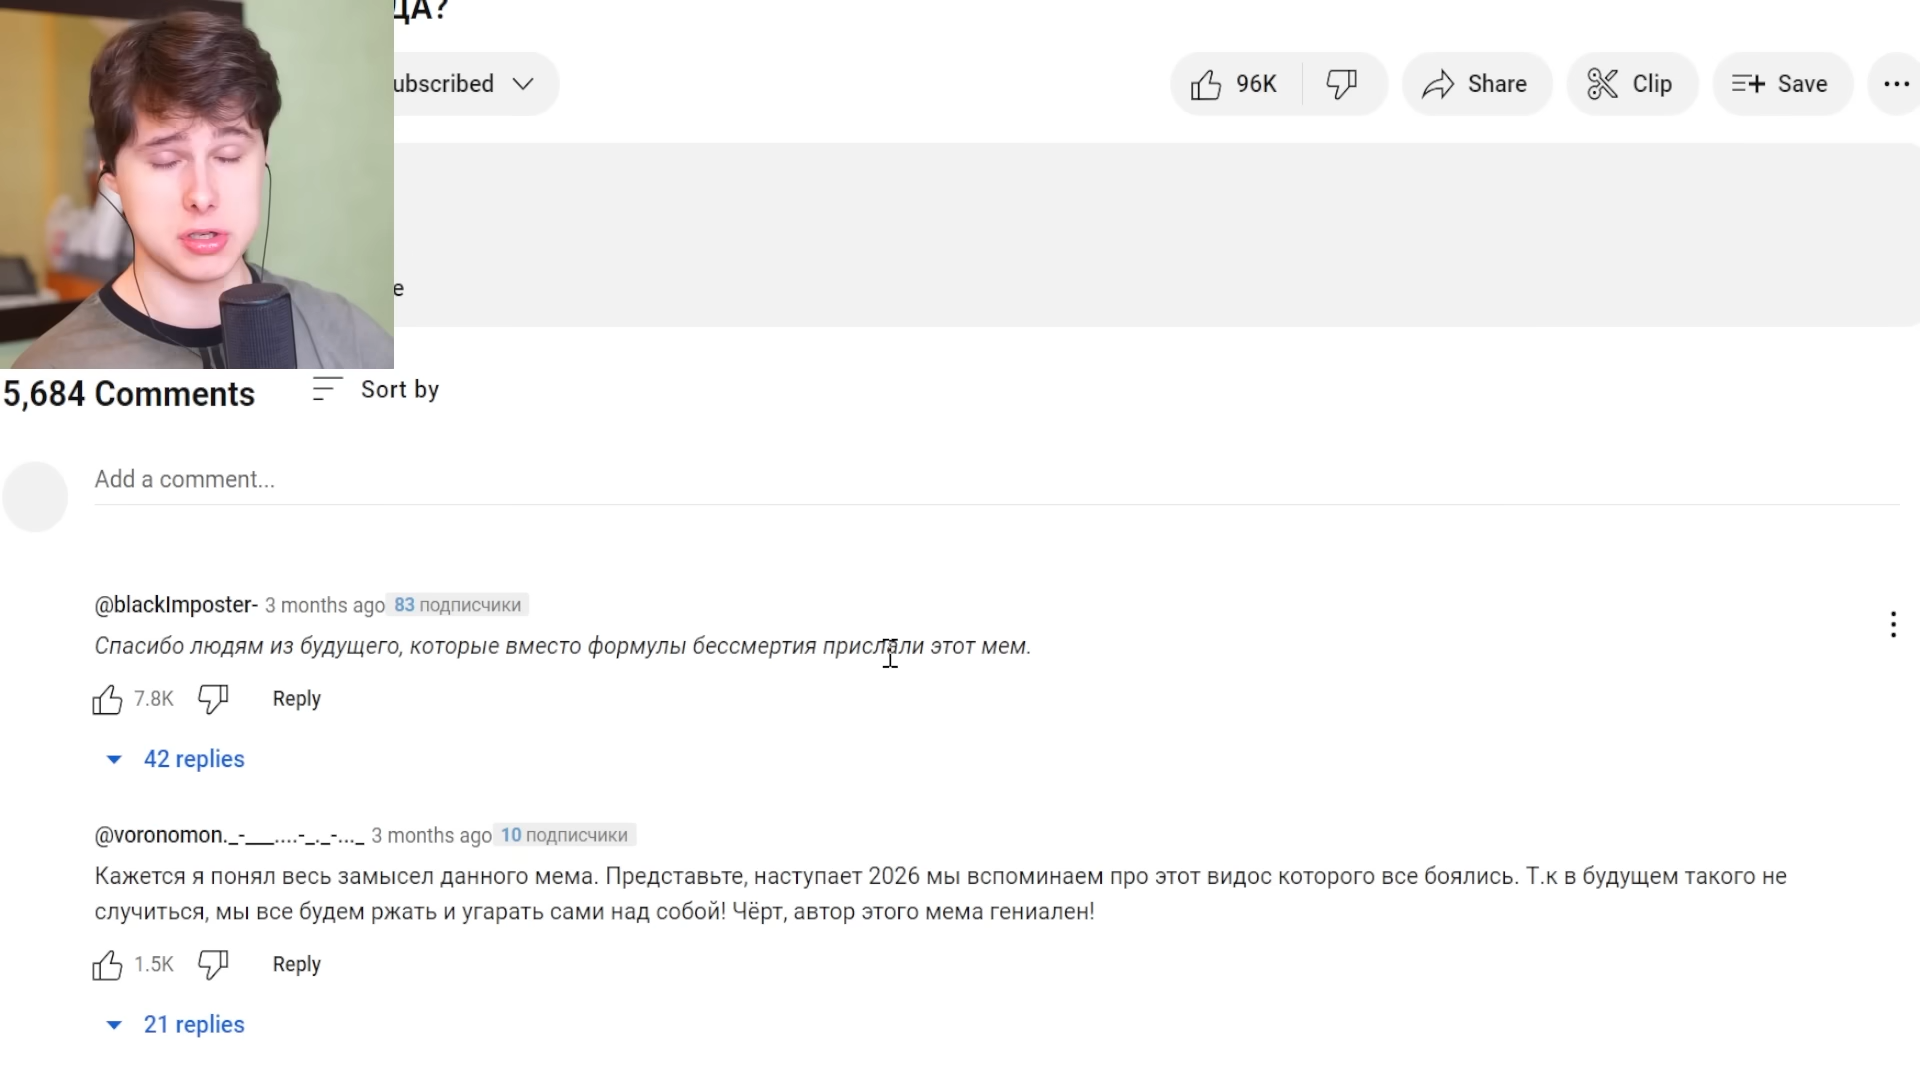 ДА?
ubscribed
96K
Share
Clip
Save
e
5,684 Comments
Sort by
Add a comment...
@blackImposter- 3 months ago 83 подписчики
Спасибо людям из будущего, которые вместо формулы бессмертия прислали этот мем.
7.8K
Reply
42 replies
@voronomon._-___....-_._-..._ 3 months ago 10 подписчики
Кажется я понял весь замысел данного мема. Представьте, наступает 2026 мы вспоминаем про этот видос которого все боялись. Т.к в будущем такого не
случиться, мы все будем ржать и угарать сами над собой! Чёрт, автор этого мема гениален!
1.5K
Reply
21 replies